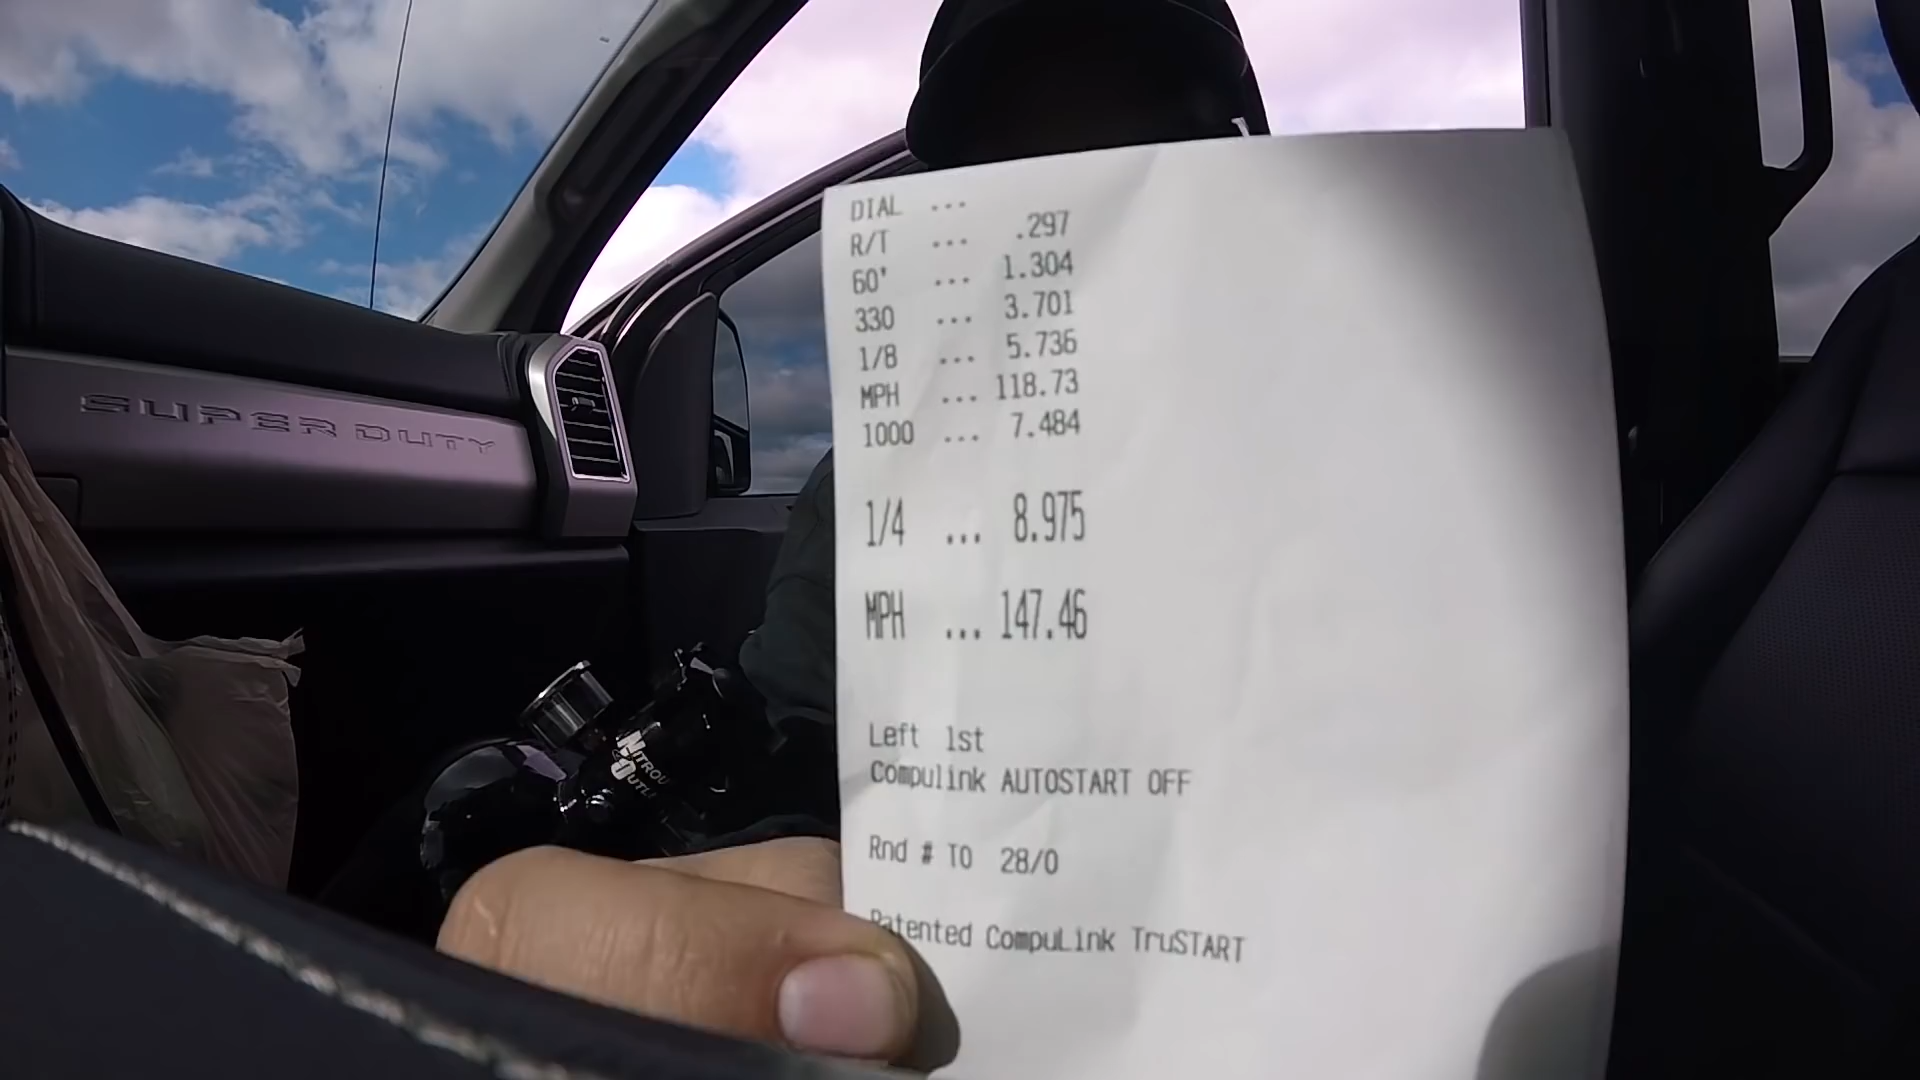 SUPER DUTY
DIAL ...
R/T ... .297
60' ... 1.304
330 ... 3.701
1/8 ... 5.736
MPH ... 118.73
1000 ... 7.484
1/4 ... 8.975
MPH ... 147.46
Left 1st
Compulink AUTOSTART OFF
Rnd # TO 28/0
Patented CompuLink TruSTART
NITROU
OUTL